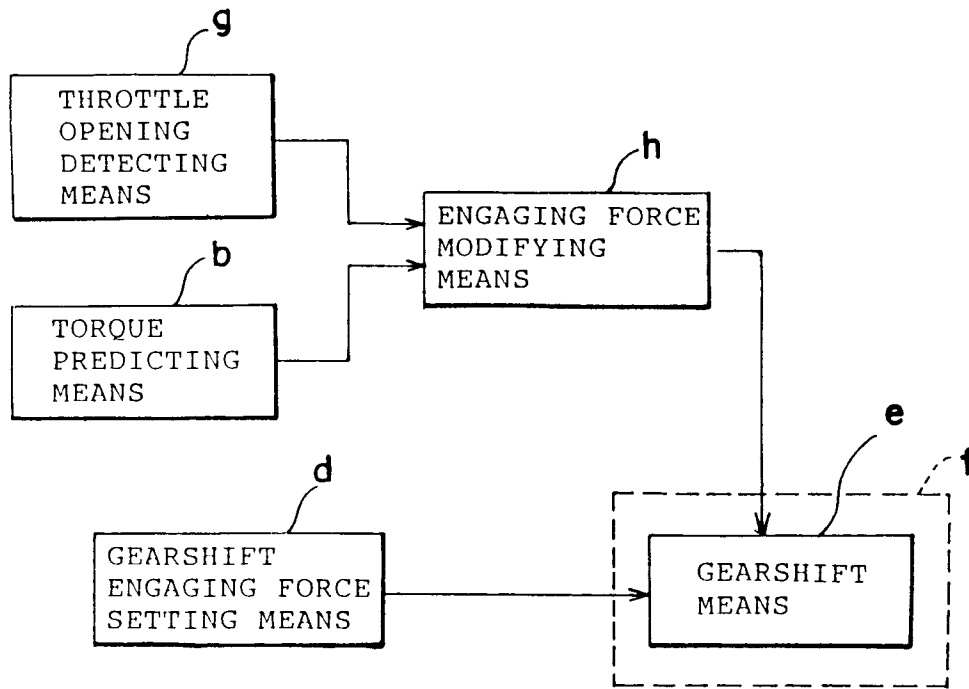 g
THROTTLE
OPENING
DETECTING
MEANS
h
ENGAGING FORCE
MODIFYING
MEANS
b
TORQUE
PREDICTING
MEANS
e
f
d
GEARSHIFT
ENGAGING FORCE
SETTING MEANS
GEARSHIFT
MEANS